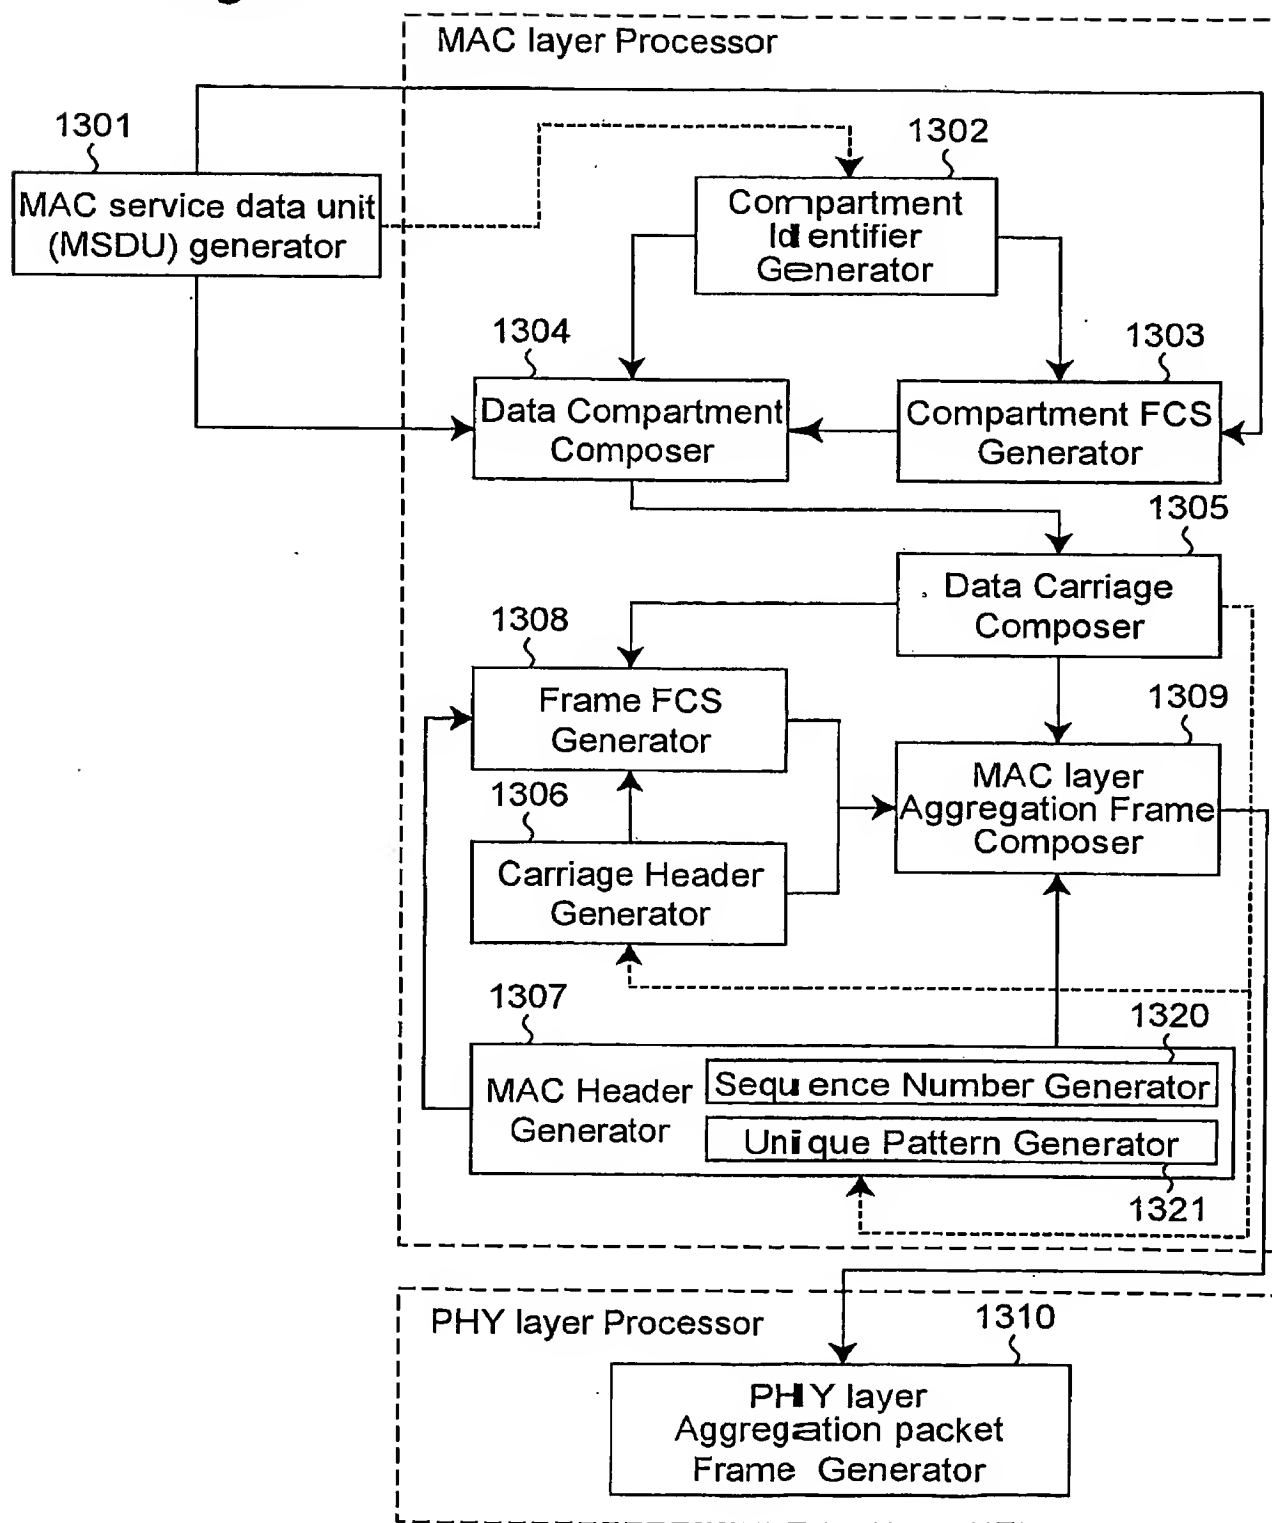 MAC layer Processor
1301
1302
MAC service data unit
(MSDU) generator
Compartment
Identifier
Generator
1304
1303
Data Compartment
Composer
Compartment FCS
Generator
1305
Data Carriage
Composer
1308
Frame FCS
Generator
1309
MAC layer
Aggregation Frame
Composer
1306
Carriage Header
Generator
1307
1320
MAC Header
Generator
Sequence Number Generator
Unique Pattern Generator
1321
PHY layer Processor
1310
PHY layer
Aggregation packet
Frame Generator